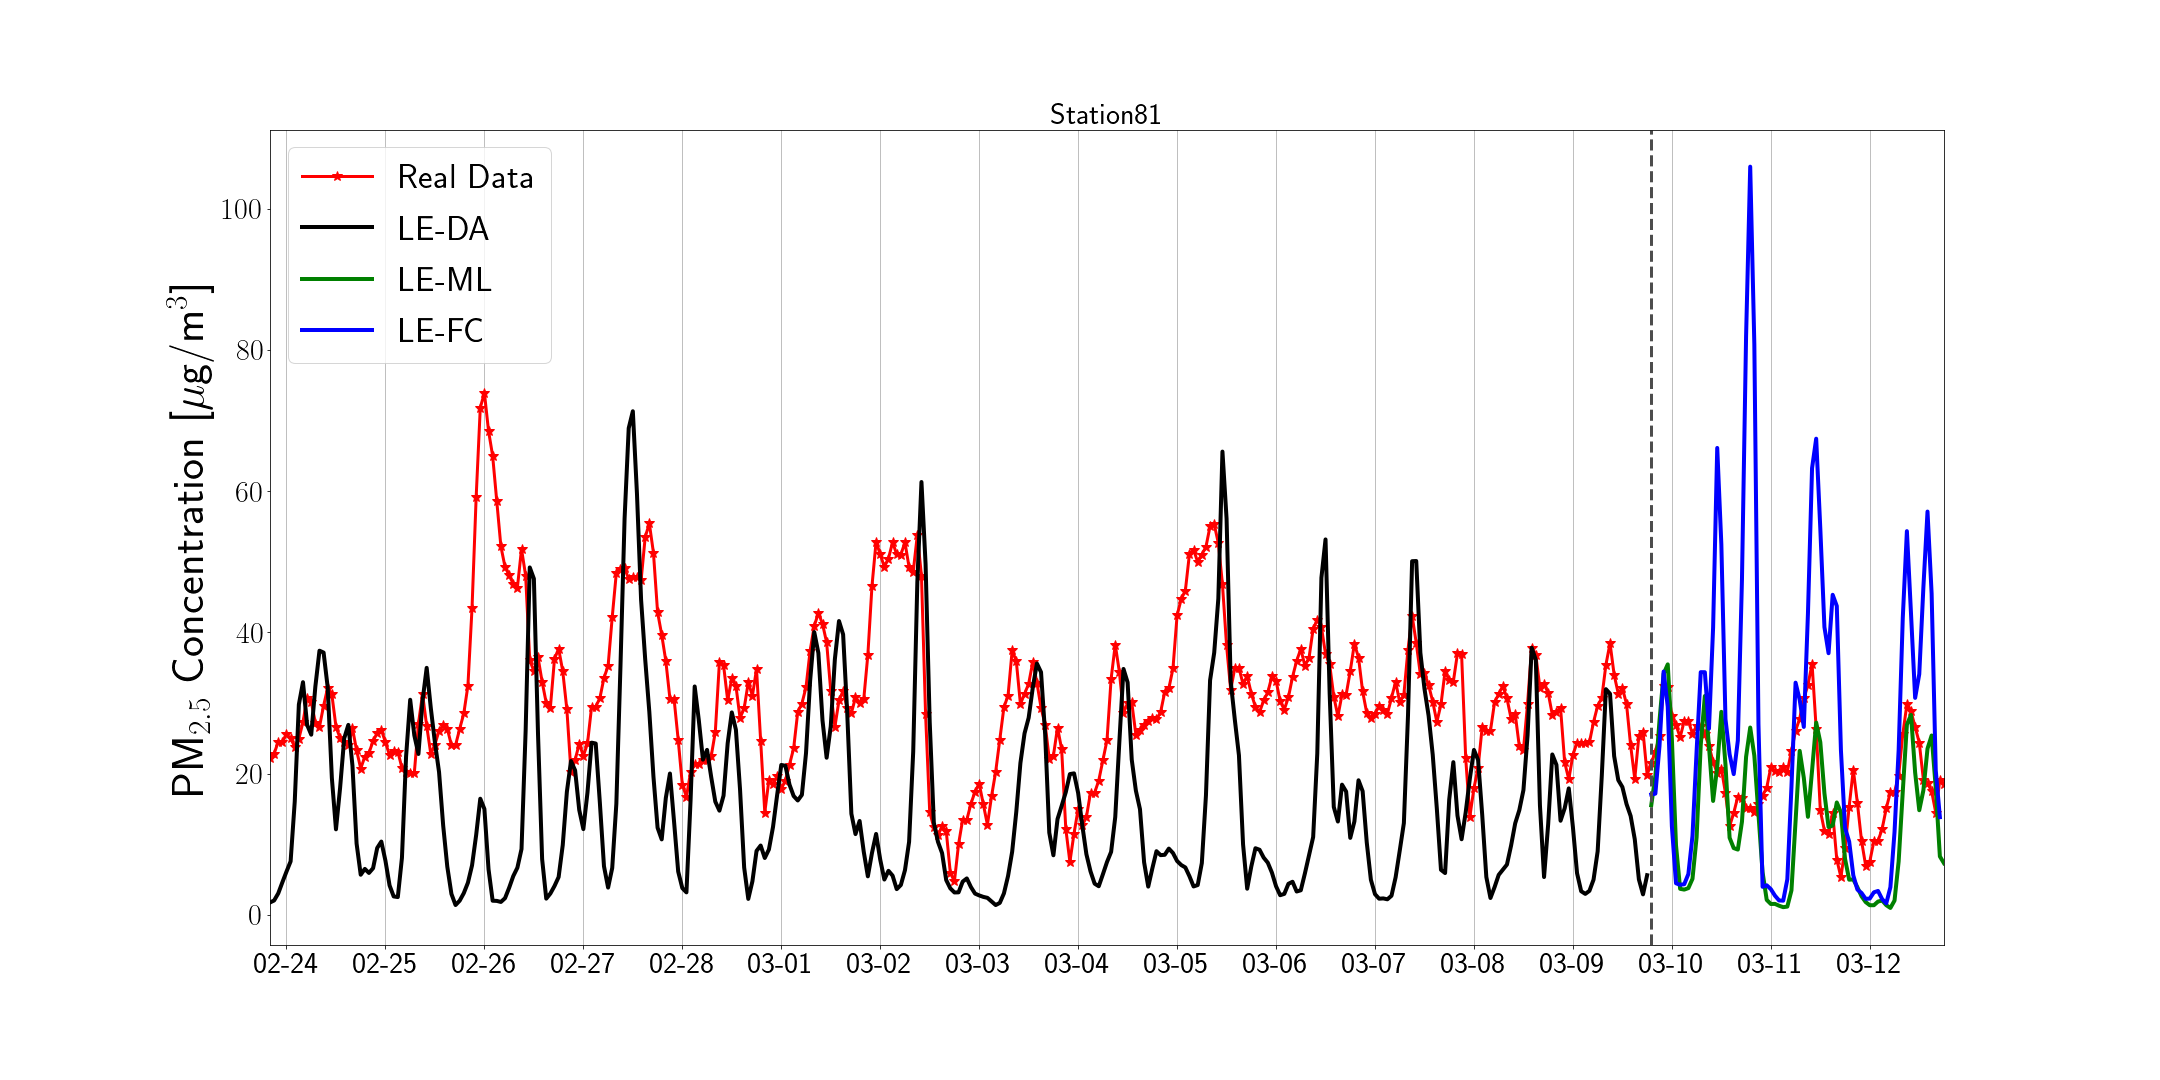 Station81
PM2.5 Concentration [μg/m³]
100
80
60
40
20
0
Real Data
LE-DA
LE-ML
LE-FC
02-24 02-25 02-26 02-27 02-28 03-01 03-02 03-03 03-04 03-05 03-06 03-07 03-08 03-09 03-10 03-11 03-12